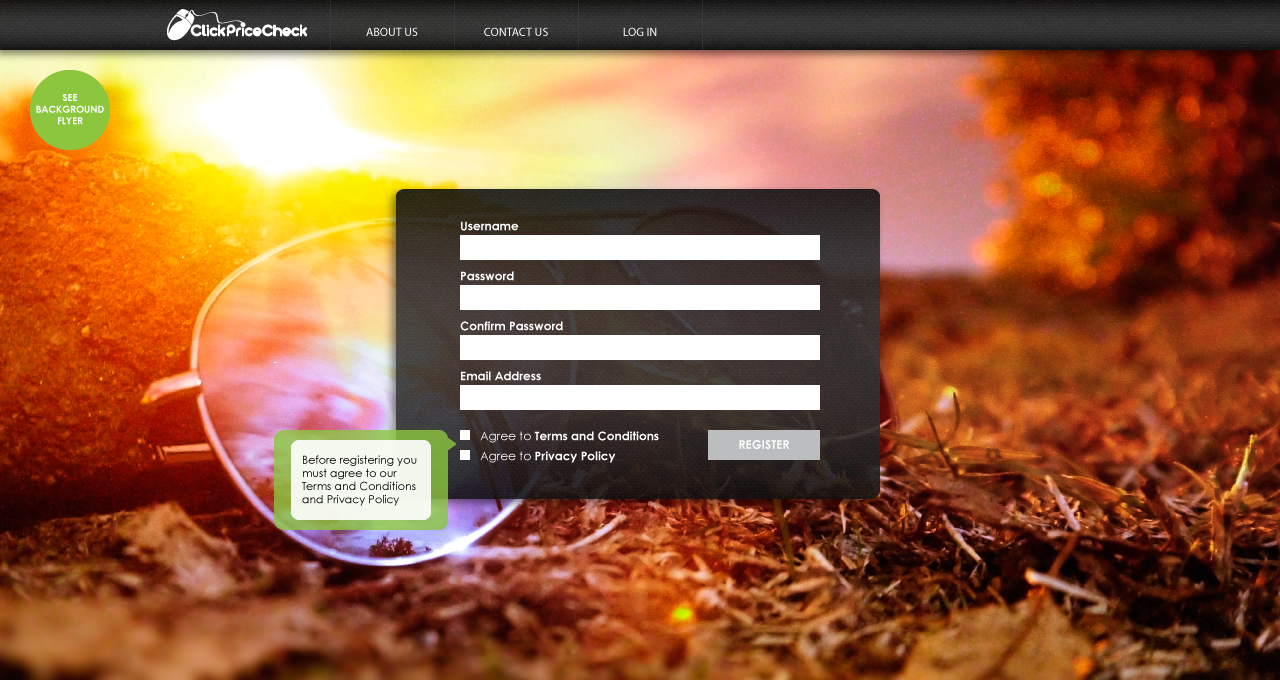 ClickPriceCheck
ABOUT US
CONTACT US
LOG IN
SEE
BACKGROUND
FLYER
Username
Password
Confirm Password
Email Address
Agree to Terms and Conditions
REGISTER
Agree to Privacy Policy
Before registering you
must agree to our
Terms and Conditions
and Privacy Policy